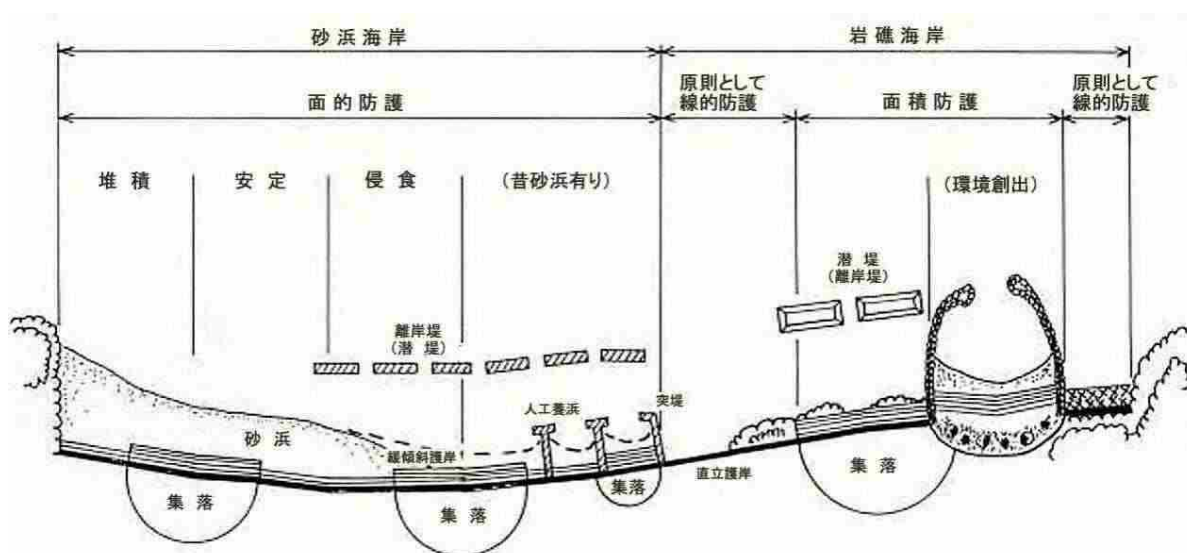 砂浜海岸
岩礁海岸
面的防護
原則として
線的防護
面積防護
原則として
線的防護
堆積
安定
侵食
(昔砂浜有り)
(環境創出)
潜堤
(離岸堤)
離岸堤
(潜堤)
人工養浜
突堤
砂浜
緩傾斜護岸
直立護岸
集落
集落
集落
集落